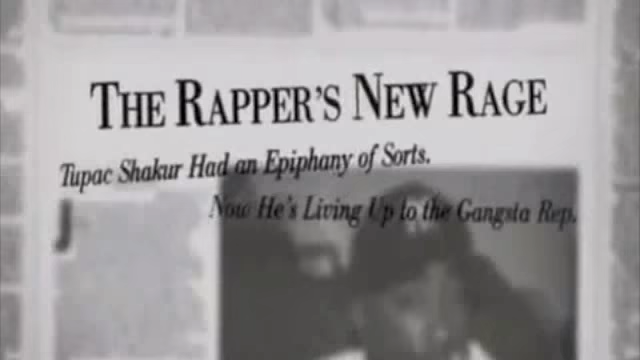 THE RAPPER'S NEW RAGE
Tupac Shakur Had an Epiphany of Sorts.
Now He's Living Up to the Gangsta Rep.